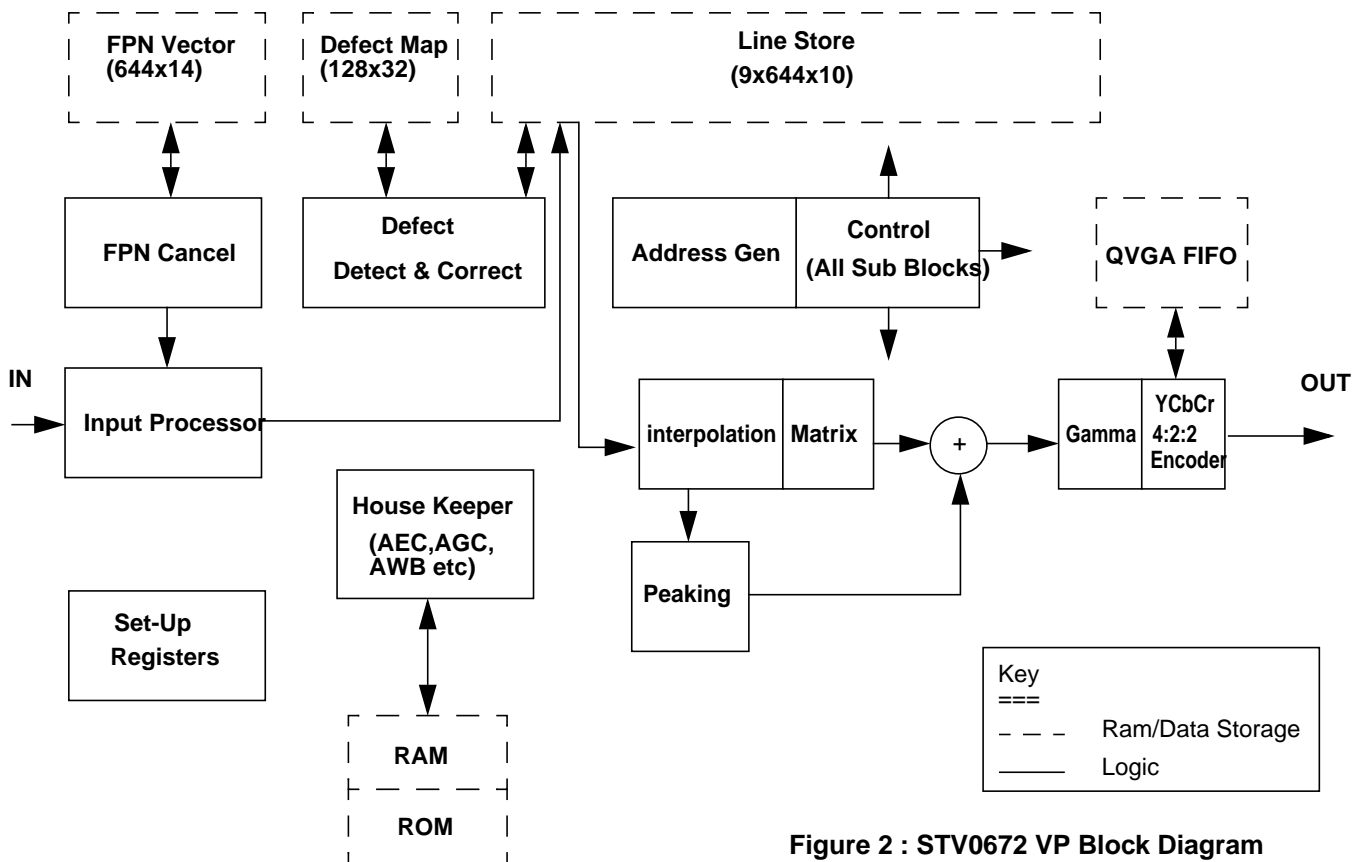 FPN Vector
(644x14)
Defect Map
(128x32)
Line Store
(9x644x10)
FPN Cancel
Defect
Detect & Correct
Address Gen
Control
(All Sub Blocks)
QVGA FIFO
IN
Input Processor
interpolation
Matrix
+
Gamma
YCbCr
4:2:2
Encoder
OUT
House Keeper
(AEC,AGC,
AWB etc)
Peaking
Set-Up
Registers
Key
===
Ram/Data Storage
Logic
RAM
ROM
Figure 2 : STV0672 VP Block Diagram